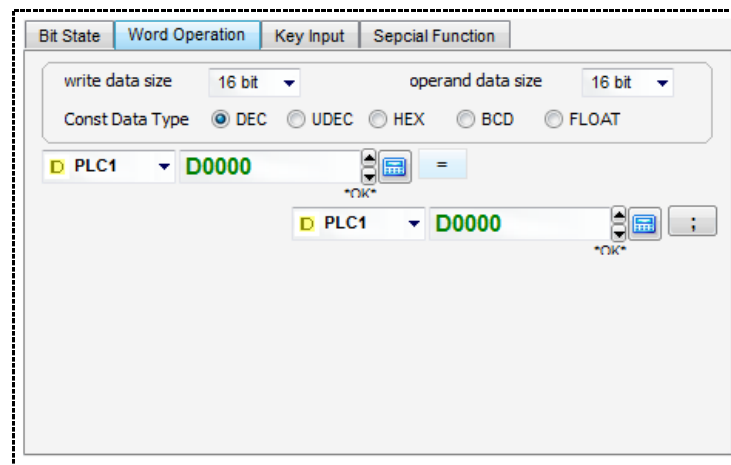 Bit State Word Operation Key Input Sepcial Function
write data size 16 bit operand data size 16 bit
Const Data Type DEC UDEC HEX BCD FLOAT
D PLC1 D0000 =
*OK*
D PLC1 D0000 ;
*OK*